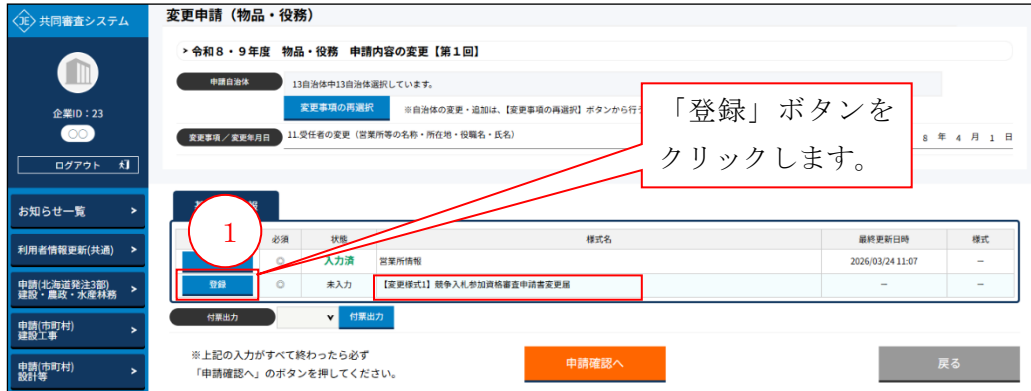 JE 共同審査システム
企業ID：23
○○
ログアウト
お知らせ一覧 >
利用者情報更新(共通) >
申請(北海道発注3部)
建設・農政・水産林務 >
申請(市町村)
建設工事 >
申請(市町村)
設計等 >
変更申請（物品・役務）
> 令和８・９年度　物品・役務　申請内容の変更【第１回】
申請自治体 13自治体中13自治体選択しています。
変更事項の再選択 ※自治体の変更・追加は、【変更事項の再選択】ボタンから行
変更事項／変更年月日 11.受任者の変更（営業所等の名称・所在地・役職名・氏名） 8 年 4 月 1 日
「登録」ボタンを
クリックします。
1
必須 状態 様式名 最終更新日時 様式
◎ 入力済 営業所情報 2026/03/24 11:07 －
登録 ◎ 未入力 【変更様式1】競争入札参加資格審査申請書変更届 － －
付票出力 付票出力
※上記の入力がすべて終わったら必ず
「申請確認へ」のボタンを押してください。
申請確認へ
戻る